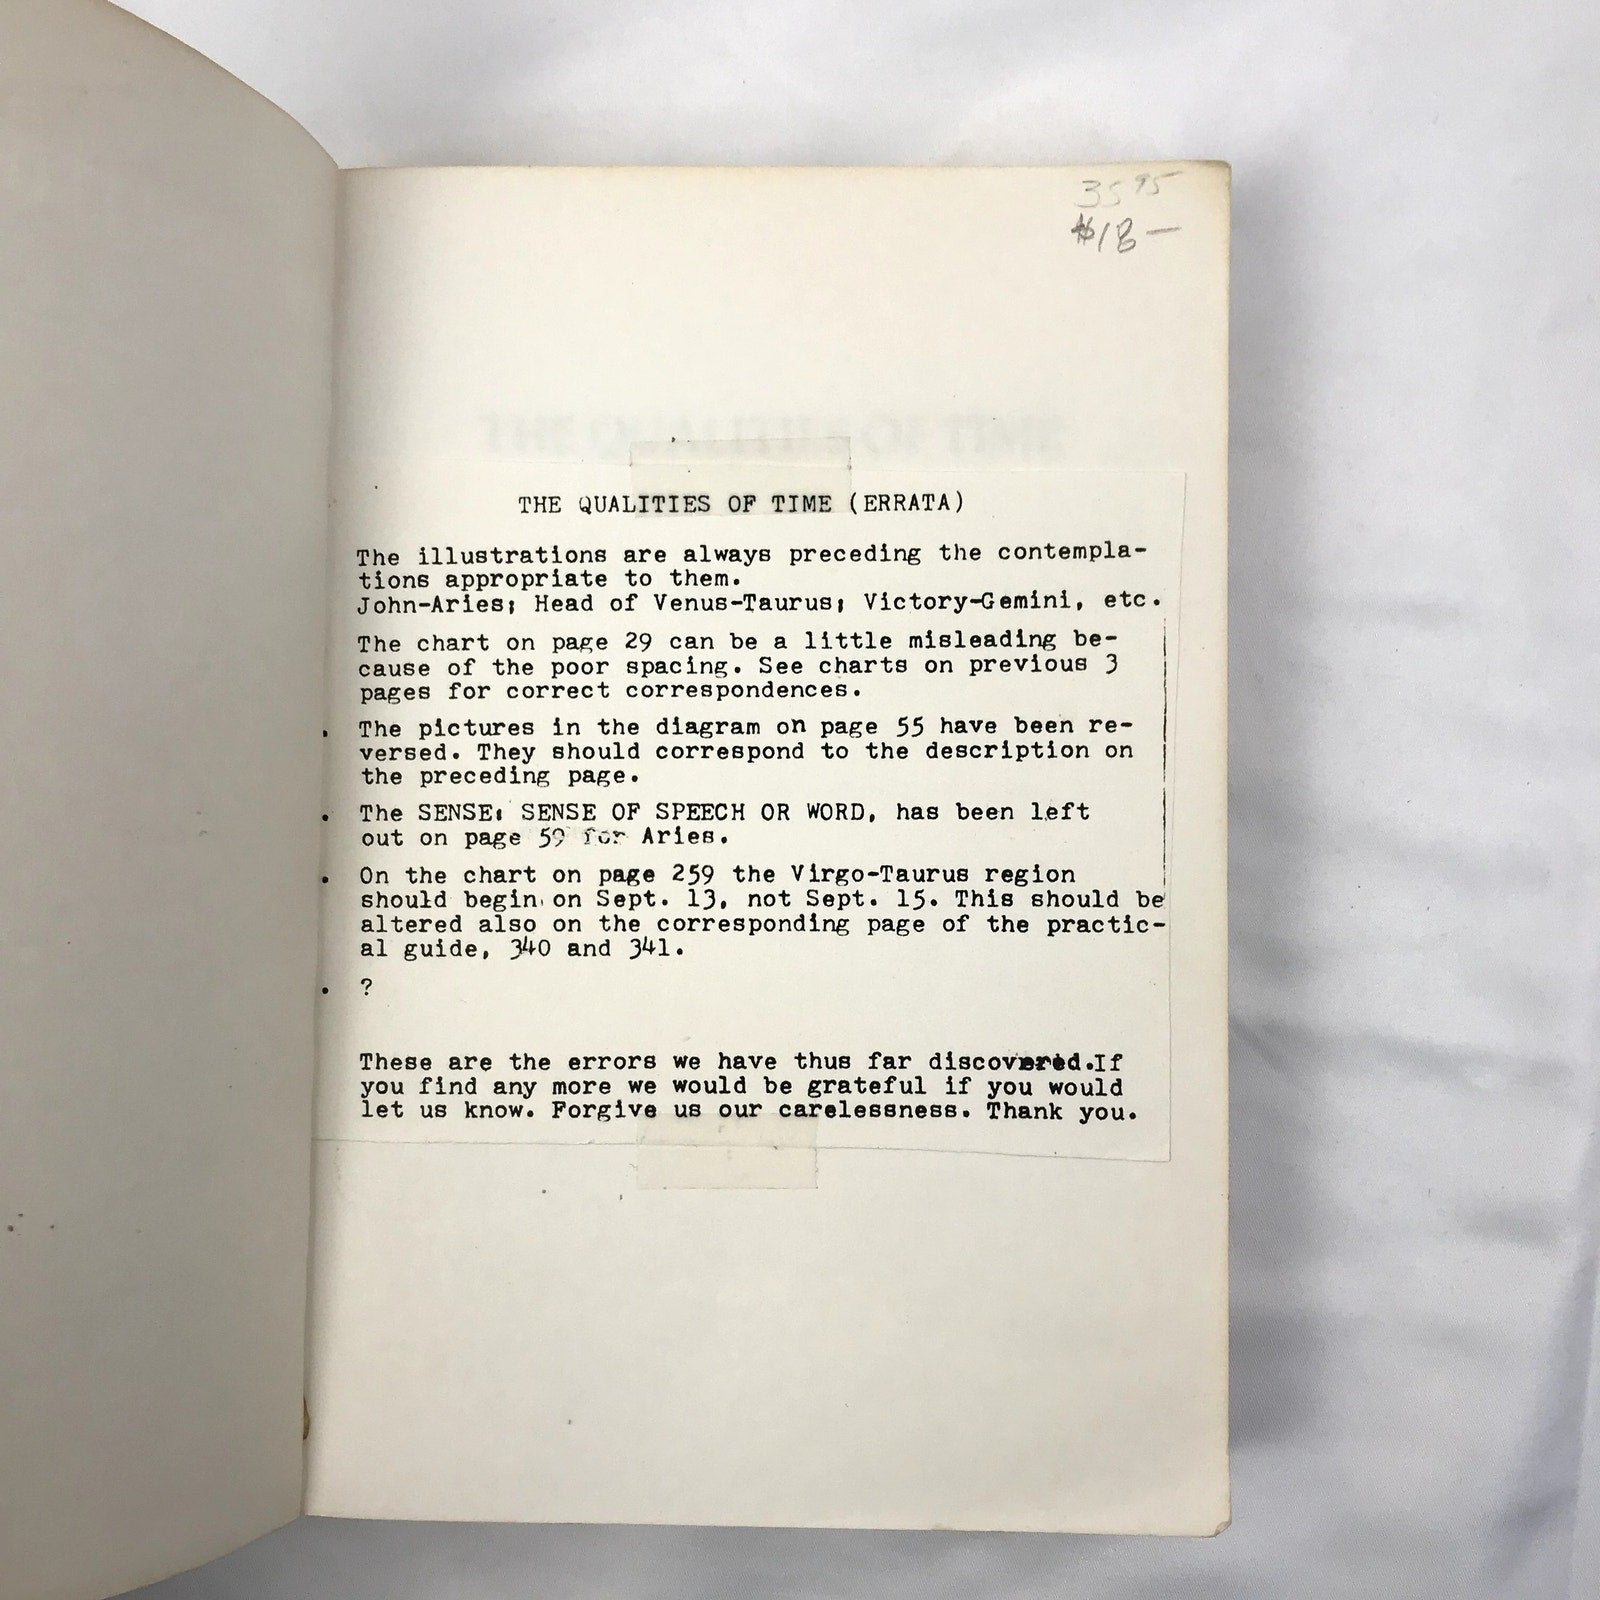 35 95
$18—
THE QUALITIES OF TIME
THE QUALITIES OF TIME (ERRATA)
The illustrations are always preceding the contempla-
tions appropriate to them.
John-Aries; Head of Venus-Taurus; Victory-Gemini, etc.
The chart on page 29 can be a little misleading be-
cause of the poor spacing. See charts on previous 3
pages for correct correspondences.
. The pictures in the diagram on page 55 have been re-
versed. They should correspond to the description on
the preceding page.
. The SENSE: SENSE OF SPEECH OR WORD, has been left
out on page 59 for Aries.
. On the chart on page 259 the Virgo-Taurus region
should begin on Sept. 13, not Sept. 15. This should be
altered also on the corresponding page of the practic-
al guide, 340 and 341.
. ?
These are the errors we have thus far discovered.If
you find any more we would be grateful if you would
let us know. Forgive us our carelessness. Thank you.